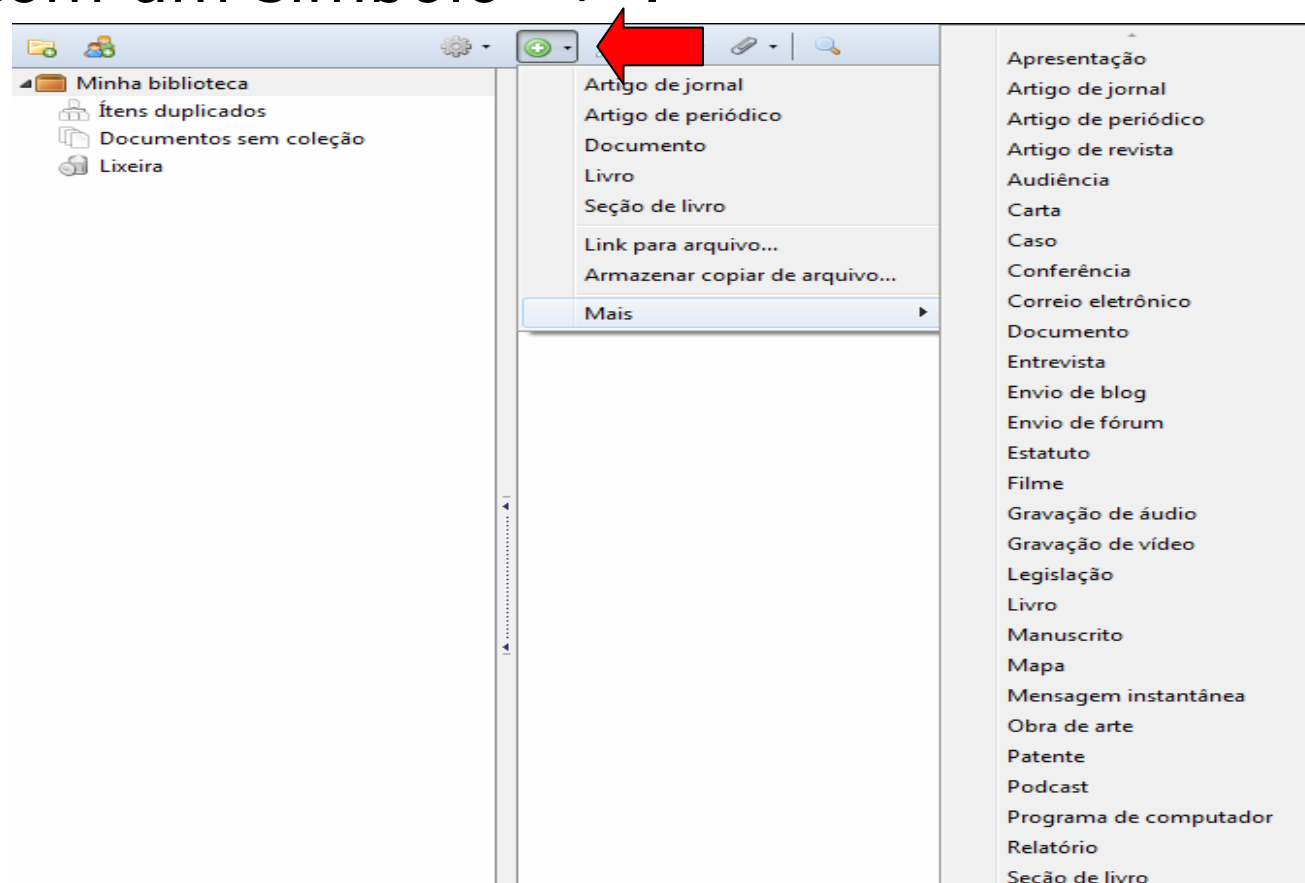 um símbolo
Minha biblioteca
Ítens duplicados
Documentos sem coleção
Lixeira
Artigo de jornal
Artigo de periódico
Documento
Livro
Seção de livro
Link para arquivo...
Armazenar copiar de arquivo...
Mais
Apresentação
Artigo de jornal
Artigo de periódico
Artigo de revista
Audiência
Carta
Caso
Conferência
Correio eletrônico
Documento
Entrevista
Envio de blog
Envio de fórum
Estatuto
Filme
Gravação de áudio
Gravação de vídeo
Legislação
Livro
Manuscrito
Mapa
Mensagem instantânea
Obra de arte
Patente
Podcast
Programa de computador
Relatório
Seção de livro